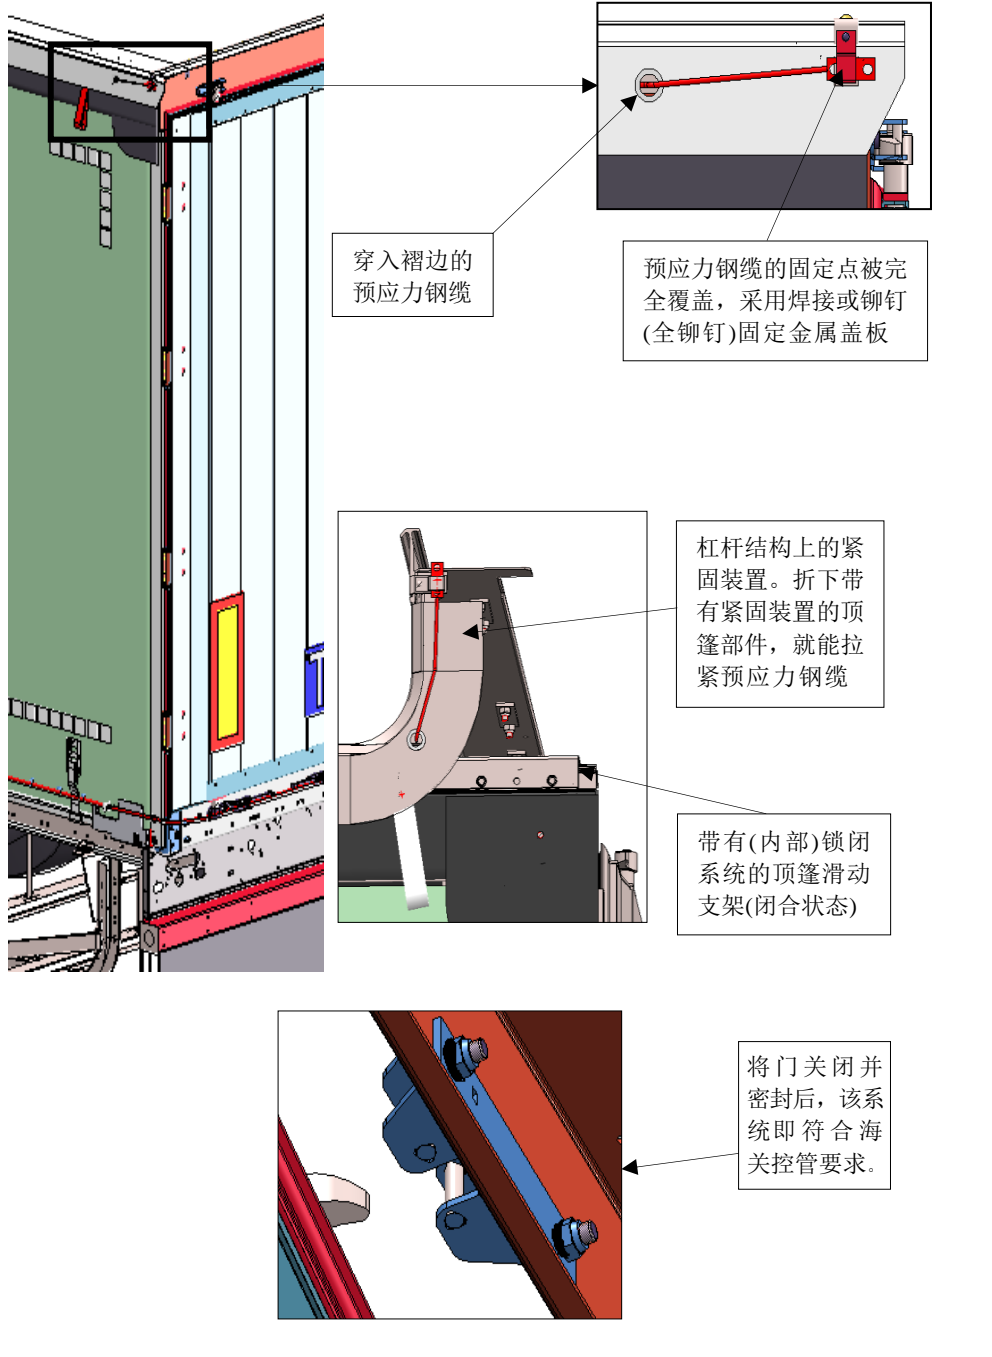 穿入褶边的
预应力钢缆
预应力钢缆的固定点被完
全覆盖，采用焊接或铆钉
(全铆钉)固定金属盖板
杠杆结构上的紧
固装置。折下带
有紧固装置的顶
篷部件，就能拉
紧预应力钢缆
带有(内部)锁闭
系统的顶篷滑动
支架(闭合状态)
将门关闭并
密封后，该系
统即符合海
关控管要求。